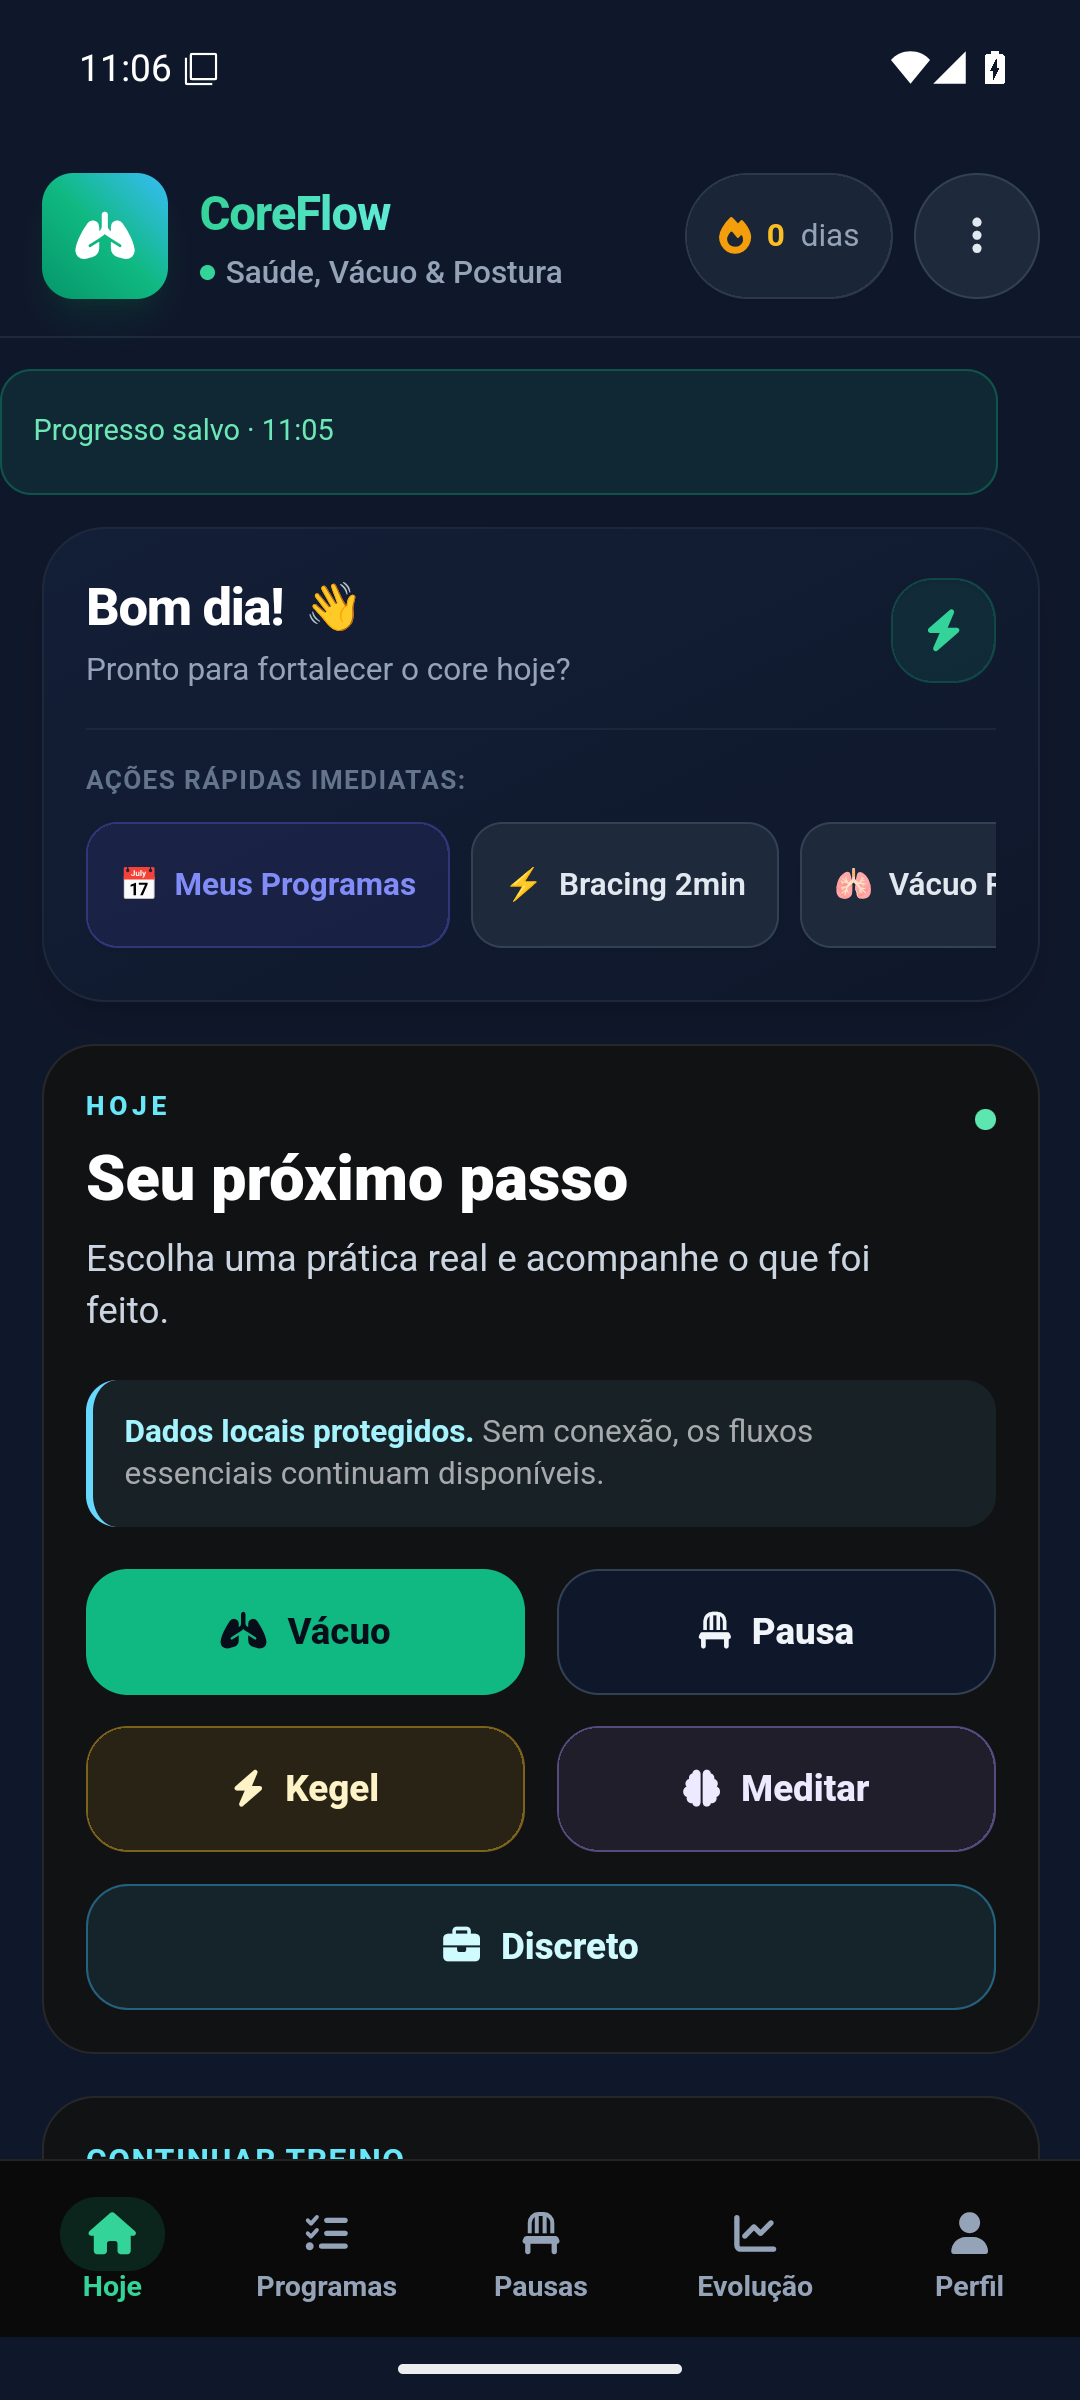 11:06
CoreFlow
Saúde, Vácuo & Postura
0 dias
Progresso salvo · 11:05
Bom dia! 👋
Pronto para fortalecer o core hoje?
AÇÕES RÁPIDAS IMEDIATAS:
📅 Meus Programas
⚡ Bracing 2min
🫁 Vácuo
HOJE
Seu próximo passo
Escolha uma prática real e acompanhe o que foi
feito.
Dados locais protegidos. Sem conexão, os fluxos
essenciais continuam disponíveis.
Vácuo
Pausa
Kegel
Meditar
Discreto
CONTINUAR TREINO
Hoje
Programas
Pausas
Evolução
Perfil